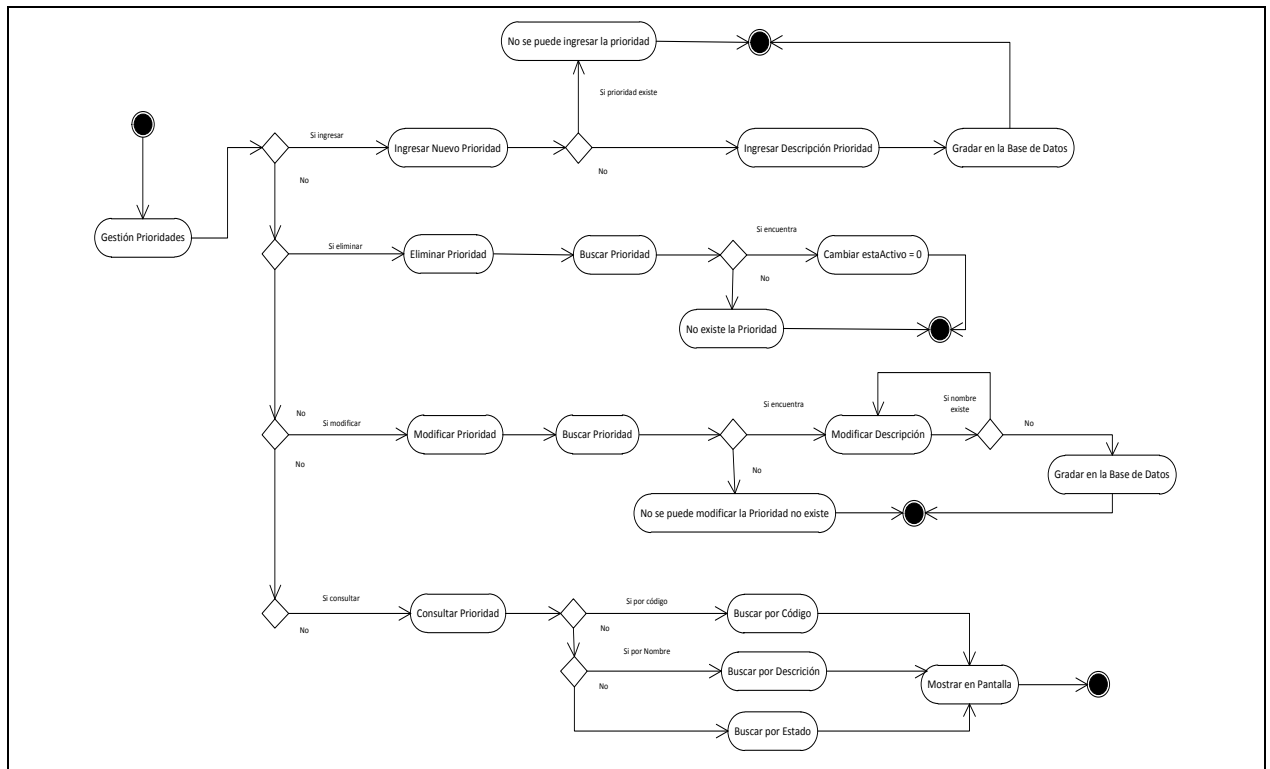 No se puede ingresar la prioridad
Si prioridad existe
Si ingresar
Ingresar Nuevo Prioridad
Ingresar Descripción Prioridad
Gradar en la Base de Datos
No
No
Gestión Prioridades
Si eliminar
Eliminar Prioridad
Buscar Prioridad
Si encuentra
Cambiar estaActivo = 0
No
No existe la Prioridad
No
Si modificar
Modificar Prioridad
Buscar Prioridad
Si encuentra
Modificar Descripción
Si nombre
existe
No
No
No
Gradar en la Base de Datos
No se puede modificar la Prioridad no existe
Si consultar
Consultar Prioridad
Si por código
Buscar por Código
No
No
Si por Nombre
Buscar por Descrición
No
Mostrar en Pantalla
Buscar por Estado